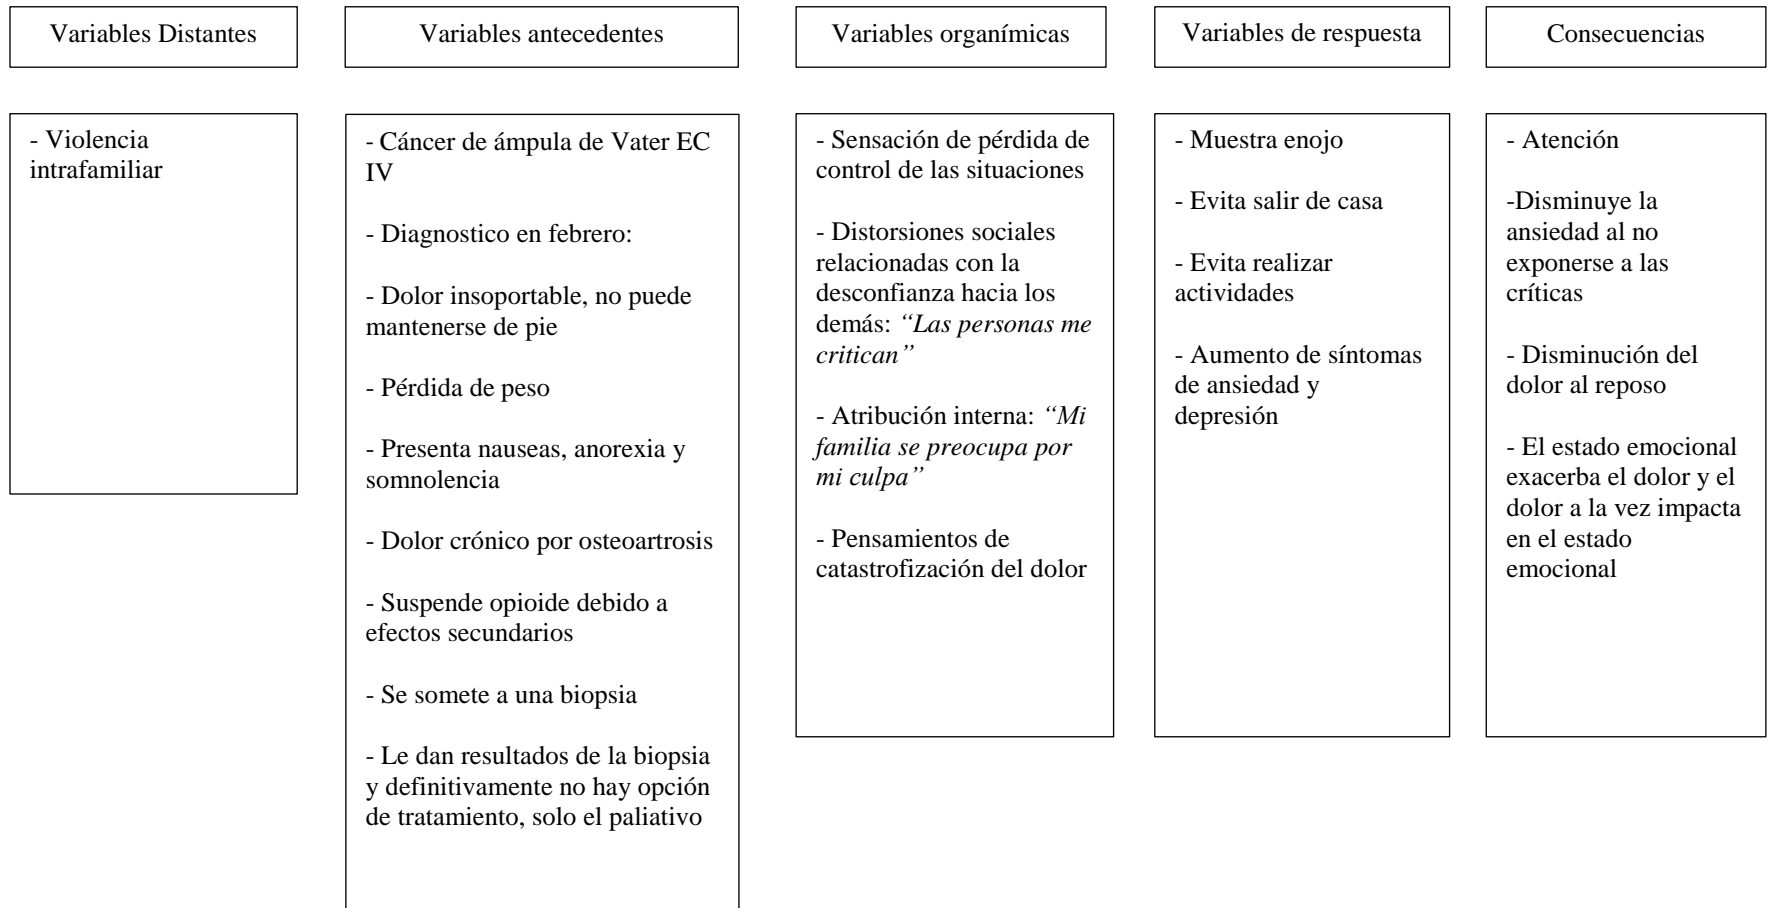 Variables Distantes
Variables antecedentes
Variables organímicas
Variables de respuesta
Consecuencias
- Violencia
intrafamiliar
- Cáncer de ámpula de Vater EC
IV
- Diagnostico en febrero:
- Dolor insoportable, no puede
mantenerse de pie
- Pérdida de peso
- Presenta nauseas, anorexia y
somnolencia
- Dolor crónico por osteoartrosis
- Suspende opioide debido a
efectos secundarios
- Se somete a una biopsia
- Le dan resultados de la biopsia
y definitivamente no hay opción
de tratamiento, solo el paliativo
- Sensación de pérdida de
control de las situaciones
- Distorsiones sociales
relacionadas con la
desconfianza hacia los
demás: “Las personas me
critican”
- Atribución interna: “Mi
familia se preocupa por
mi culpa”
- Pensamientos de
catastrofización del dolor
- Muestra enojo
- Evita salir de casa
- Evita realizar
actividades
- Aumento de síntomas
de ansiedad y
depresión
- Atención
-Disminuye la
ansiedad al no
exponerse a las
críticas
- Disminución del
dolor al reposo
- El estado emocional
exacerba el dolor y el
dolor a la vez impacta
en el estado
emocional